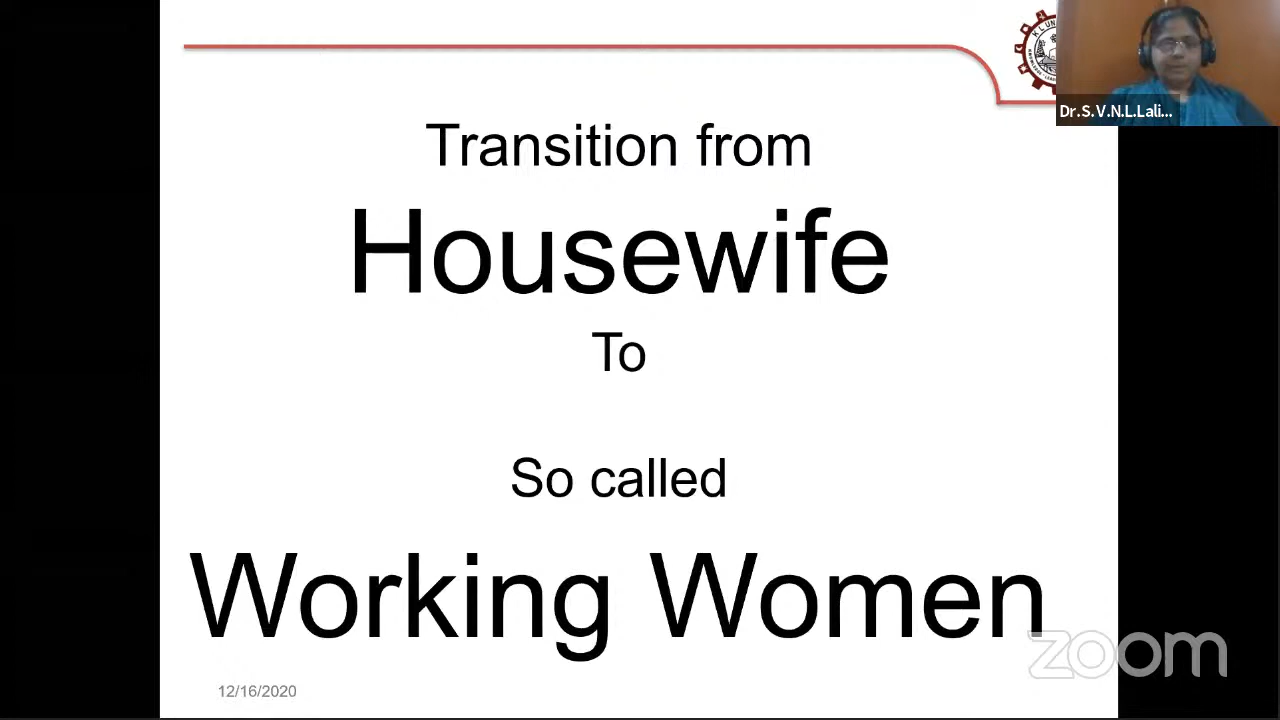 Transition from
Housewife
To
So called
Working Women
12/16/2020
Dr.S.V.N.L.Lali...
zoom